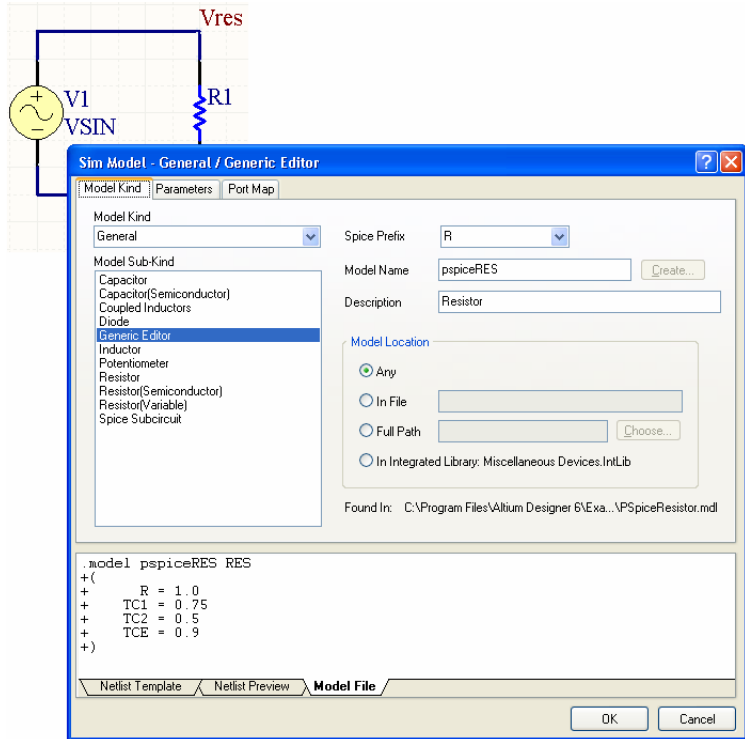 Vres
V1
R1
VSIN
Sim Model - General / Generic Editor
Model Kind Parameters Port Map
Model Kind
General
Model Sub-Kind
Capacitor
Capacitor(Semiconductor)
Coupled Inductors
Diode
Generic Editor
Inductor
Potentiometer
Resistor
Resistor(Semiconductor)
Resistor(Variable)
Spice Subcircuit
Spice Prefix R
Model Name pspiceRES Create...
Description Resistor
Model Location
Any
In File
Full Path Choose...
In Integrated Library: Miscellaneous Devices.IntLib
Found In: C:\Program Files\Altium Designer 6\Exa...\PSpiceResistor.mdl
.model pspiceRES RES
+(
+ R = 1.0
+ TC1 = 0.75
+ TC2 = 0.5
+ TCE = 0.9
+)
Netlist Template Netlist Preview Model File
OK Cancel